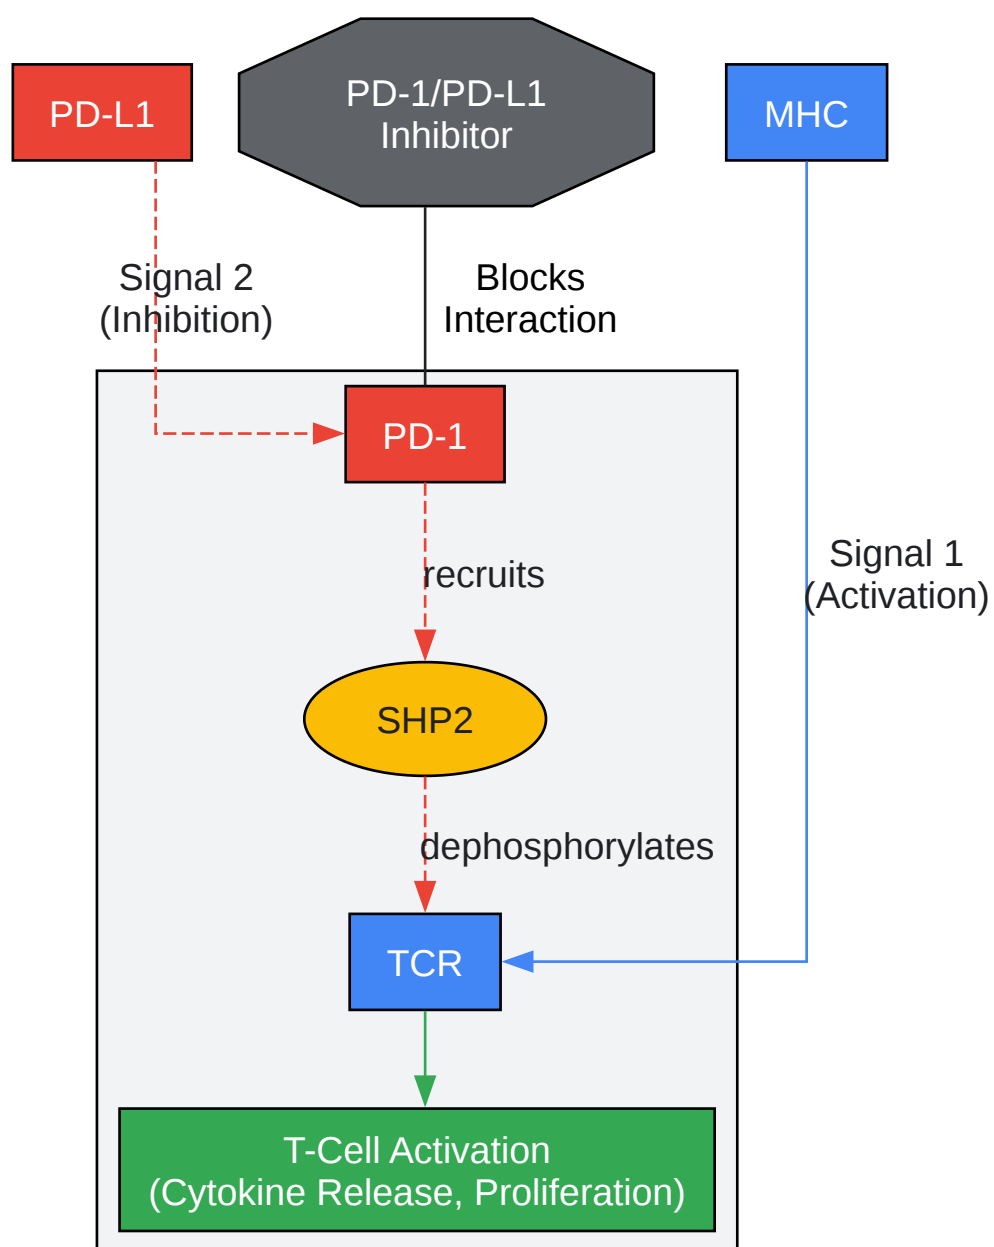 PD-L1
PD-1/PD-L1
Inhibitor
MHC
Signal 2
(Inhibition)
Blocks
Interaction
PD-1
Signal 1
(Activation)
recruits
SHP2
dephosphorylates
TCR
T-Cell Activation
(Cytokine Release, Proliferation)